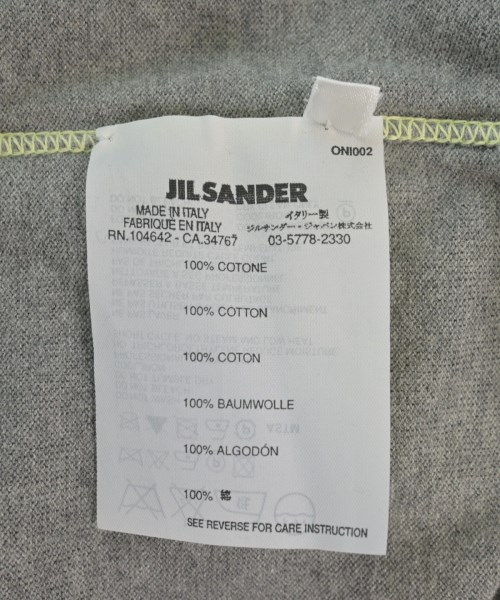 ONI002
JIL SANDER
MADE IN ITALY イタリー製
FABRIQUE EN ITALY ジルサンダー・ジャパン株式会社
RN.104642 - CA.34767 03-5778-2330
100% COTONE
100% COTTON
100% COTON
100% BAUMWOLLE
100% ALGODÓN
100% 綿
SEE REVERSE FOR CARE INSTRUCTION